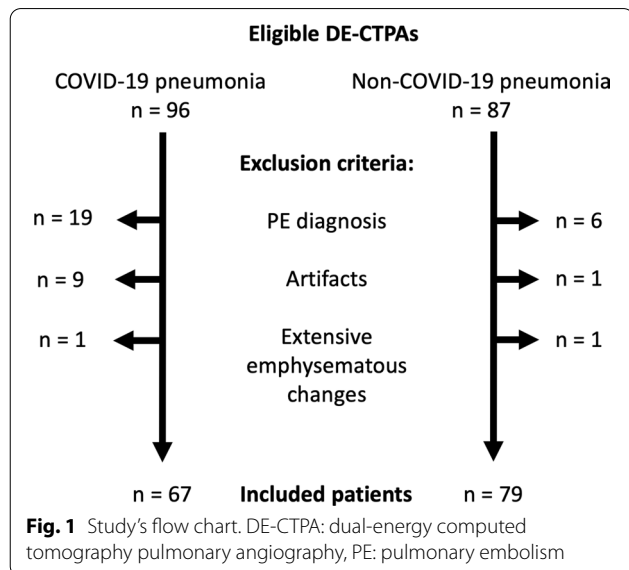 Eligible DE-CTPAs
COVID-19 pneumonia
n = 96
Non-COVID-19 pneumonia
n = 87
Exclusion criteria:
n = 19
PE diagnosis
n = 6
n = 9
Artifacts
n = 1
n = 1
Extensive
emphysematous
changes
n = 1
n = 67
Included patients
n = 79
Fig. 1 Study’s flow chart. DE-CTPA: dual-energy computed
tomography pulmonary angiography, PE: pulmonary embolism